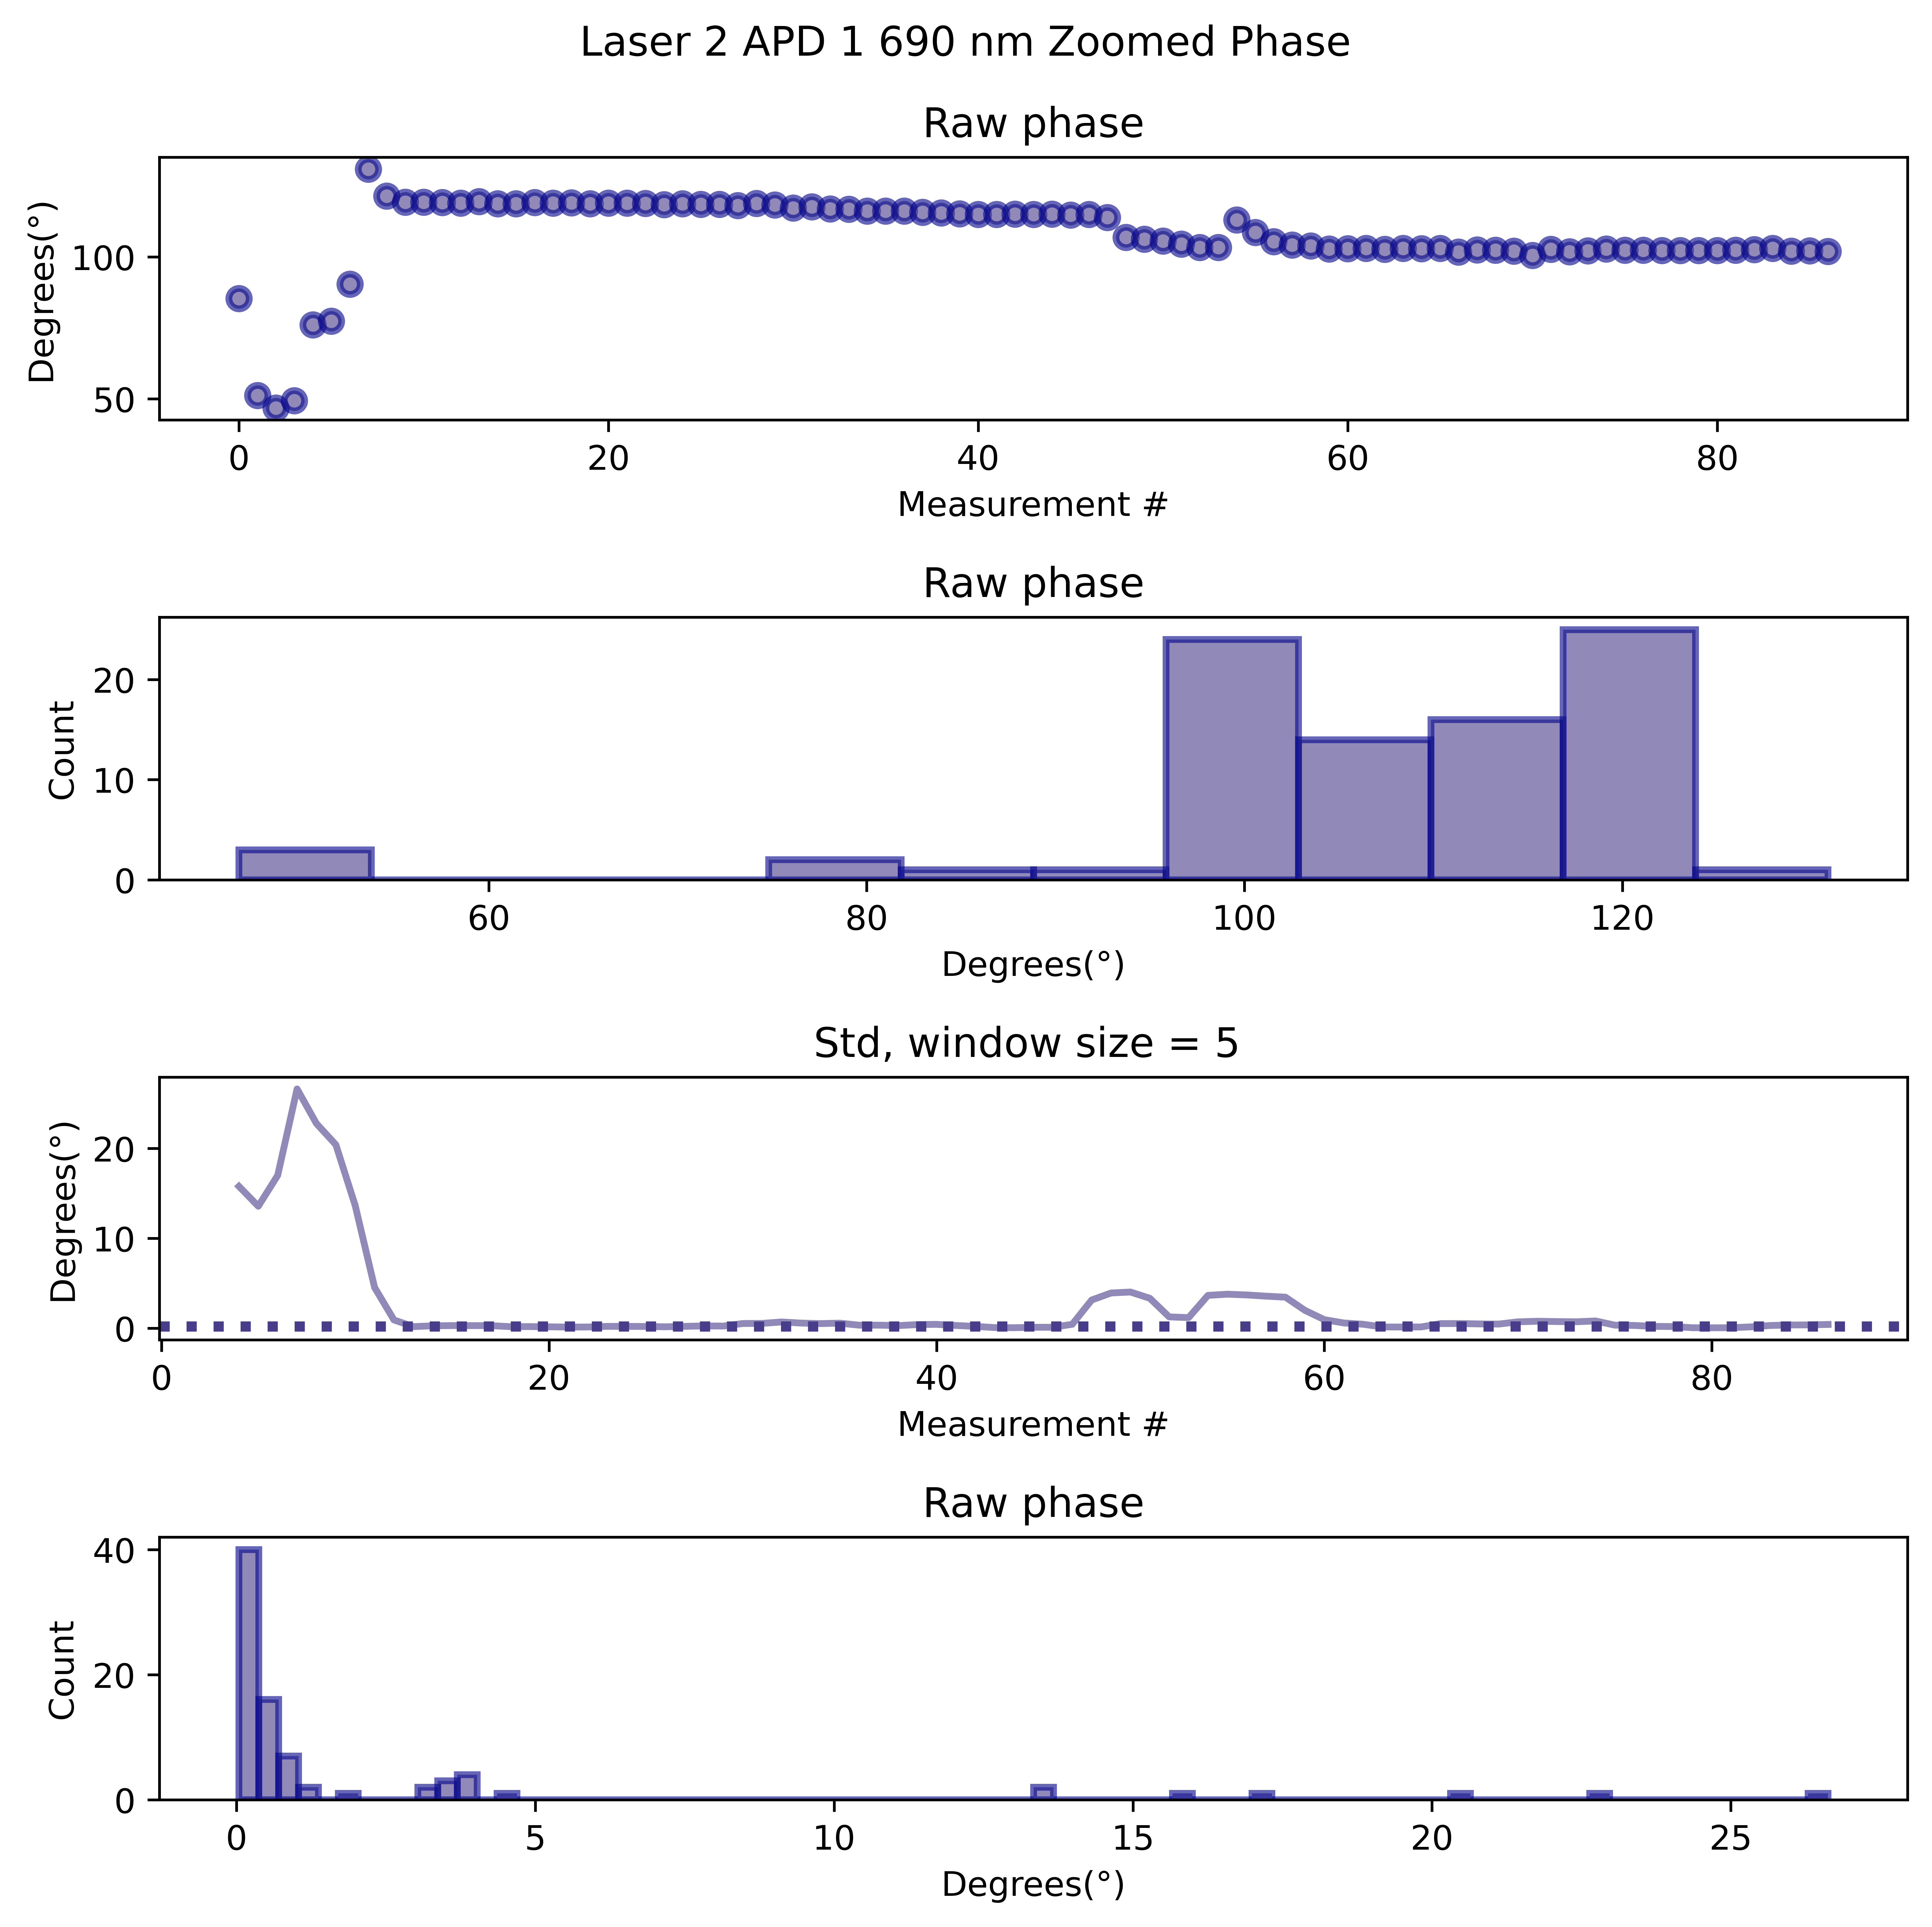 Laser 2 APD 1 690 nm Zoomed Phase
Raw phase
Degrees(°)
100
50
0 20 40 60 80
Measurement #
Raw phase
Count
20
10
0
60 80 100 120
Degrees(°)
Std, window size = 5
Degrees(°)
20
10
0
0 20 40 60 80
Measurement #
Raw phase
Count
40
20
0
0 5 10 15 20 25
Degrees(°)